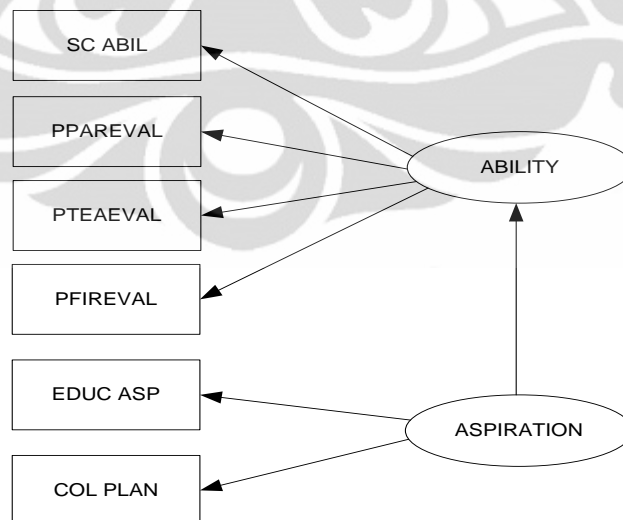 SC ABIL
PPAREVAL
PTEAEVAL
PFIREVAL
EDUC ASP
COL PLAN
ABILITY
ASPIRATION